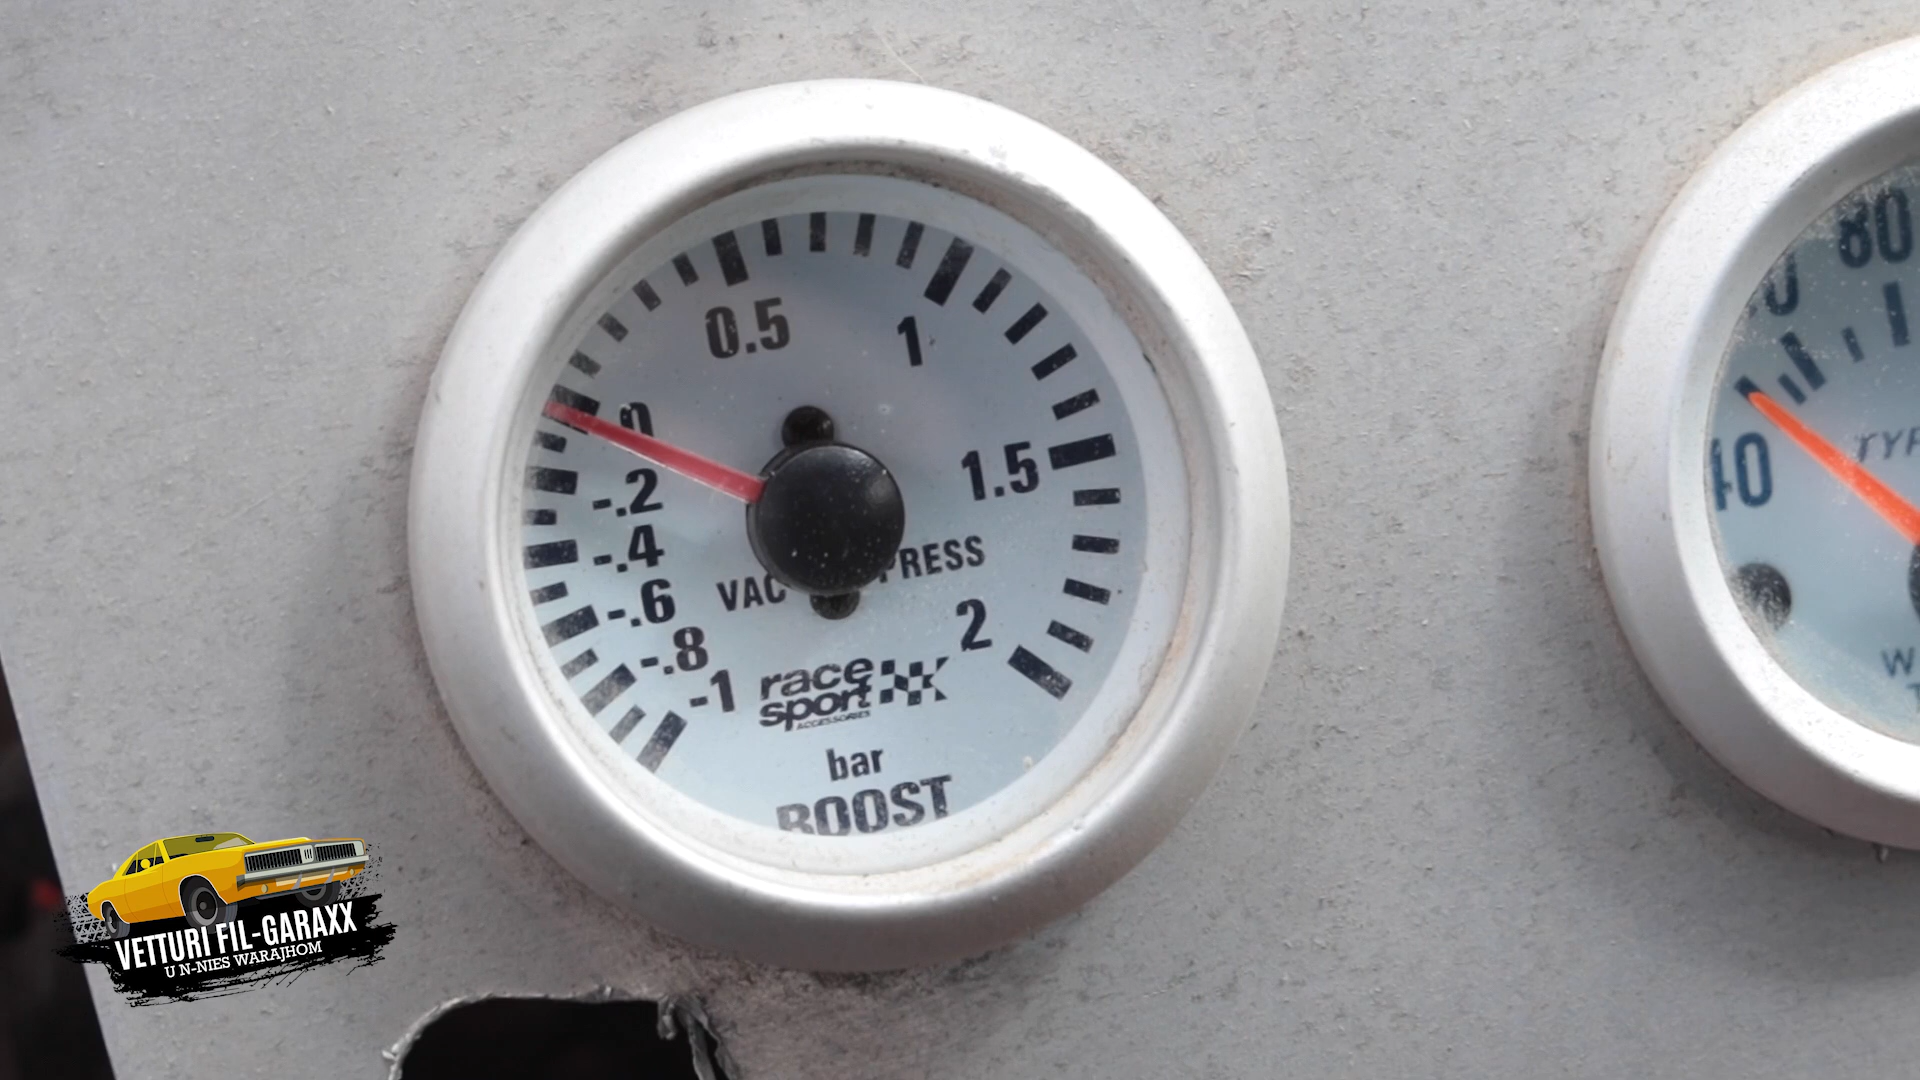 0.5
1
0
1.5
-.2
-.4
-.6
-.8
-1
2
VAC PRESS
race
sport
ACCESSORIES
bar
BOOST
80
40
VETTURI FIL-GARAXX
U N-NIES WARAJHOM